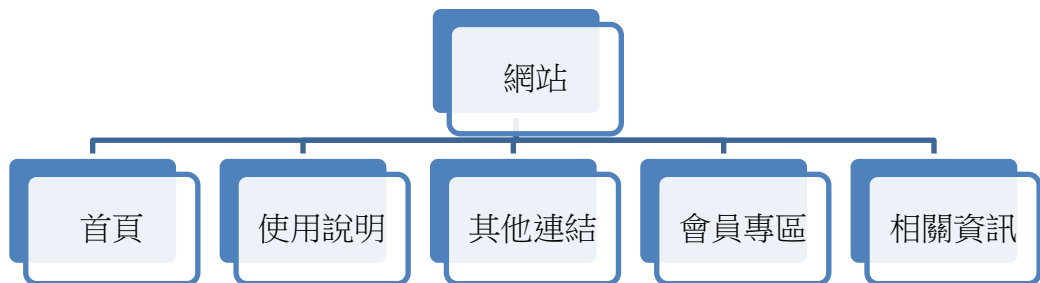 網站
首頁
使用說明
其他連結
會員專區
相關資訊